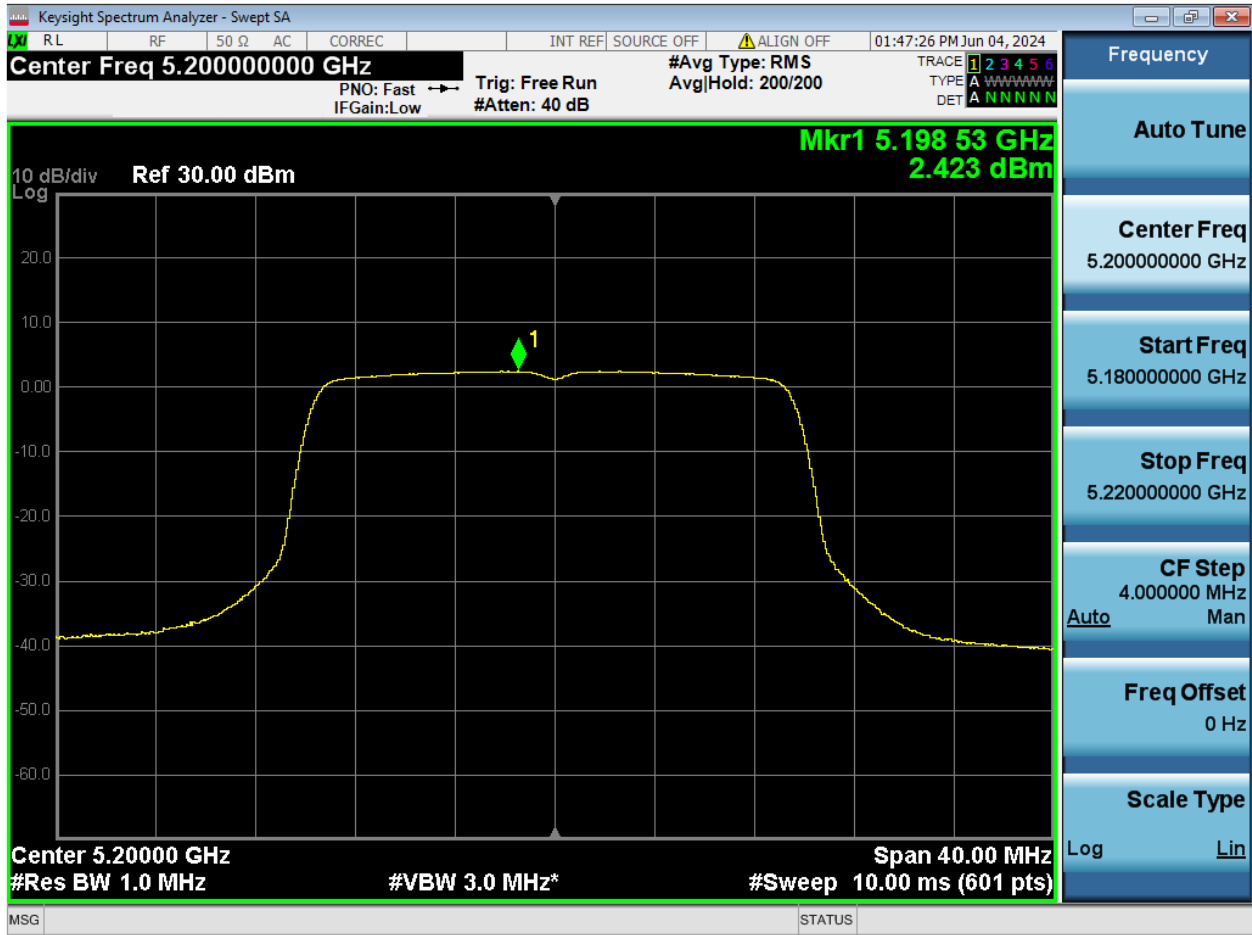 Keysight Spectrum Analyzer - Swept SA
LXI RL RF 50 Ω AC CORREC INT REF SOURCE OFF ALIGN OFF 01:47:26 PM Jun 04, 2024
Center Freq 5.200000000 GHz
PNO: Fast
IFGain:Low
Trig: Free Run
#Atten: 40 dB
#Avg Type: RMS
Avg|Hold: 200/200
TRACE 1 2 3 4 5 6
TYPE A WWWWW
DET A N N N N N
Mkr1 5.198 53 GHz
2.423 dBm
10 dB/div Ref 30.00 dBm
Log
20.0
10.0
1
0.00
-10.0
-20.0
-30.0
-40.0
-50.0
-60.0
Center 5.20000 GHz Span 40.00 MHz
#Res BW 1.0 MHz #VBW 3.0 MHz* #Sweep 10.00 ms (601 pts)
MSG STATUS
Frequency
Auto Tune
Center Freq
5.200000000 GHz
Start Freq
5.180000000 GHz
Stop Freq
5.220000000 GHz
CF Step
4.000000 MHz
Auto Man
Freq Offset
0 Hz
Scale Type
Log Lin